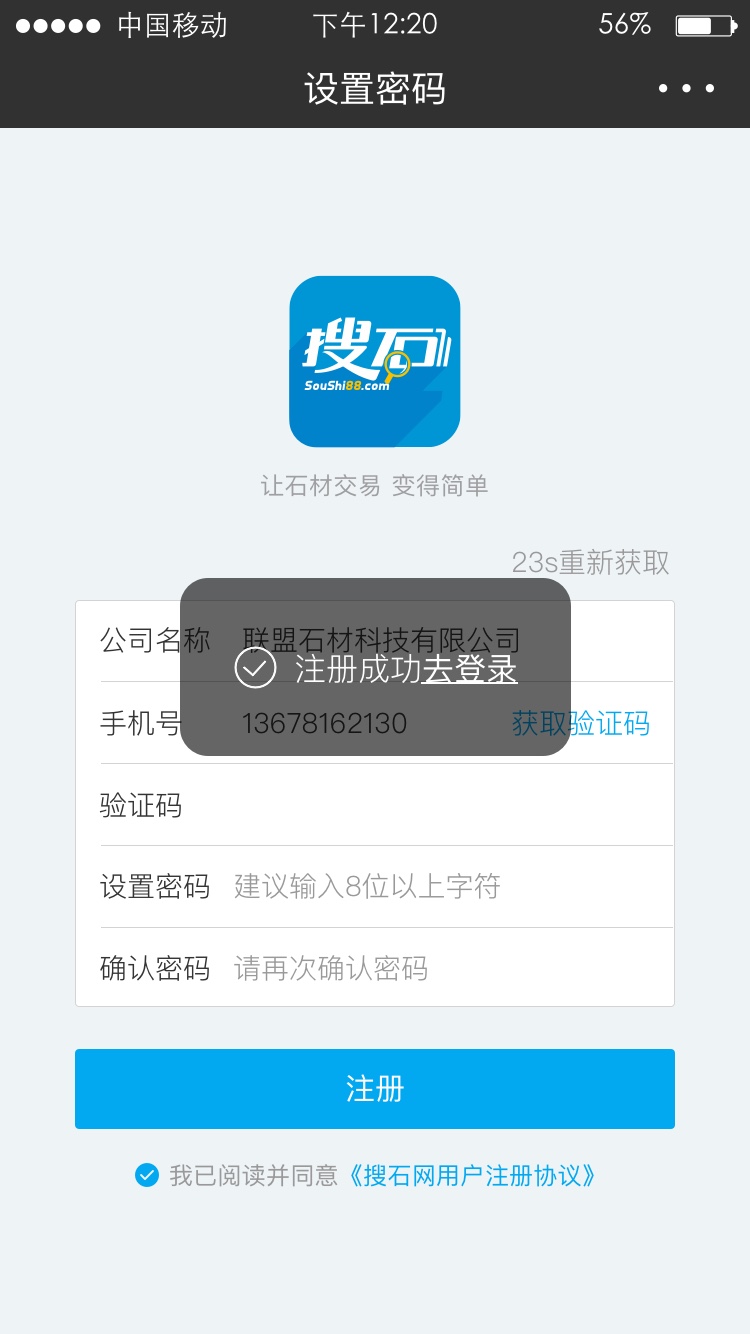 中国移动 下午12:20 56%
设置密码
搜石
SouShi88.com
让石材交易 变得简单
23s重新获取
公司名称 联盟石材科技有限公司
注册成功去登录
手机号 13678162130 获取验证码
验证码
设置密码 建议输入8位以上字符
确认密码 请再次确认密码
注册
我已阅读并同意《搜石网用户注册协议》